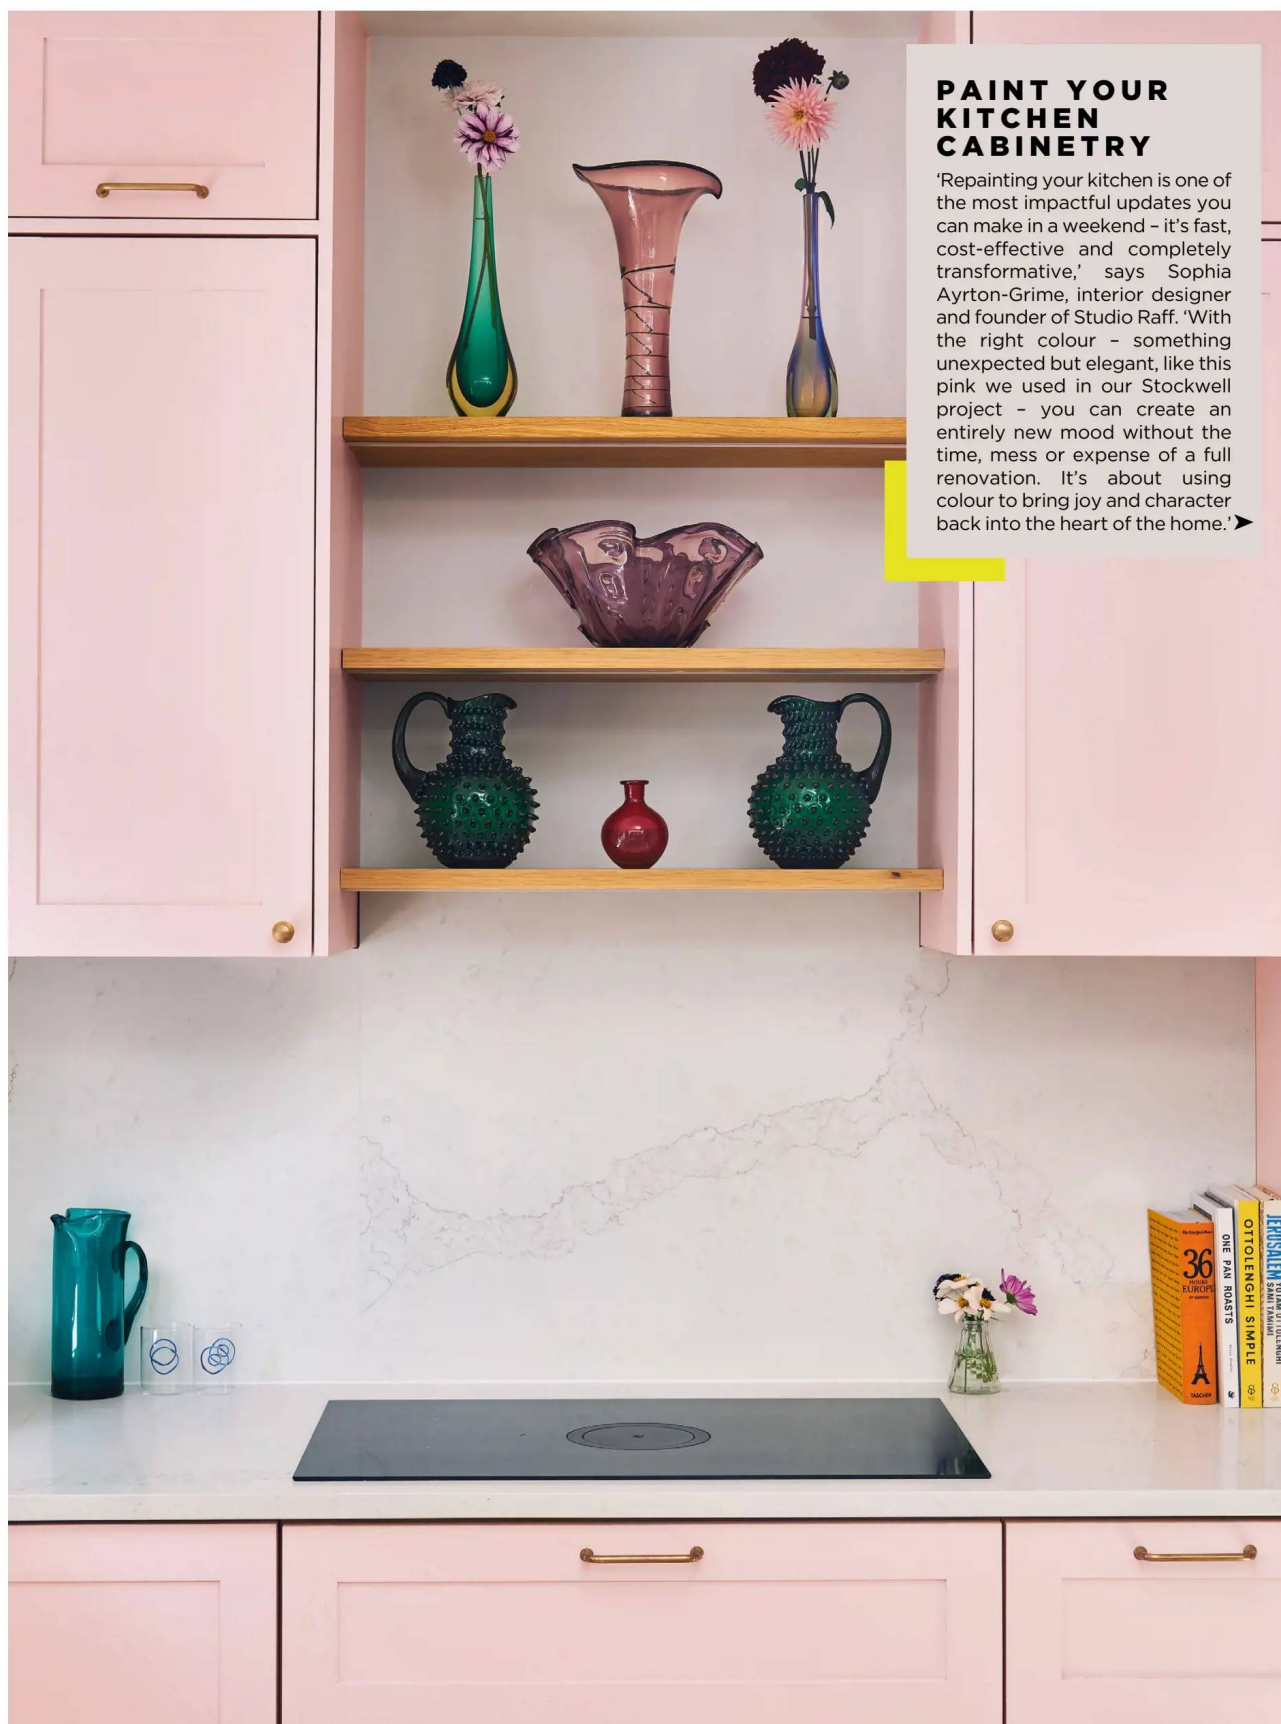 PAINT YOUR
KITCHEN
CABINETRY
‘Repainting your kitchen is one of
the most impactful updates you
can make in a weekend – it’s fast,
cost-effective and completely
transformative,’ says Sophia
Ayrton-Grime, interior designer
and founder of Studio Raff. ‘With
the right colour – something
unexpected but elegant, like this
pink we used in our Stockwell
project – you can create an
entirely new mood without the
time, mess or expense of a full
renovation. It’s about using
colour to bring joy and character
back into the heart of the home.’
36
HOURS
EUROPE
TASCHEN
ONE PAN ROASTS
OTTOLENGHI SIMPLE
JERUSALEM
YOTAM OTTOLENGHI
SAMI TAMIMI